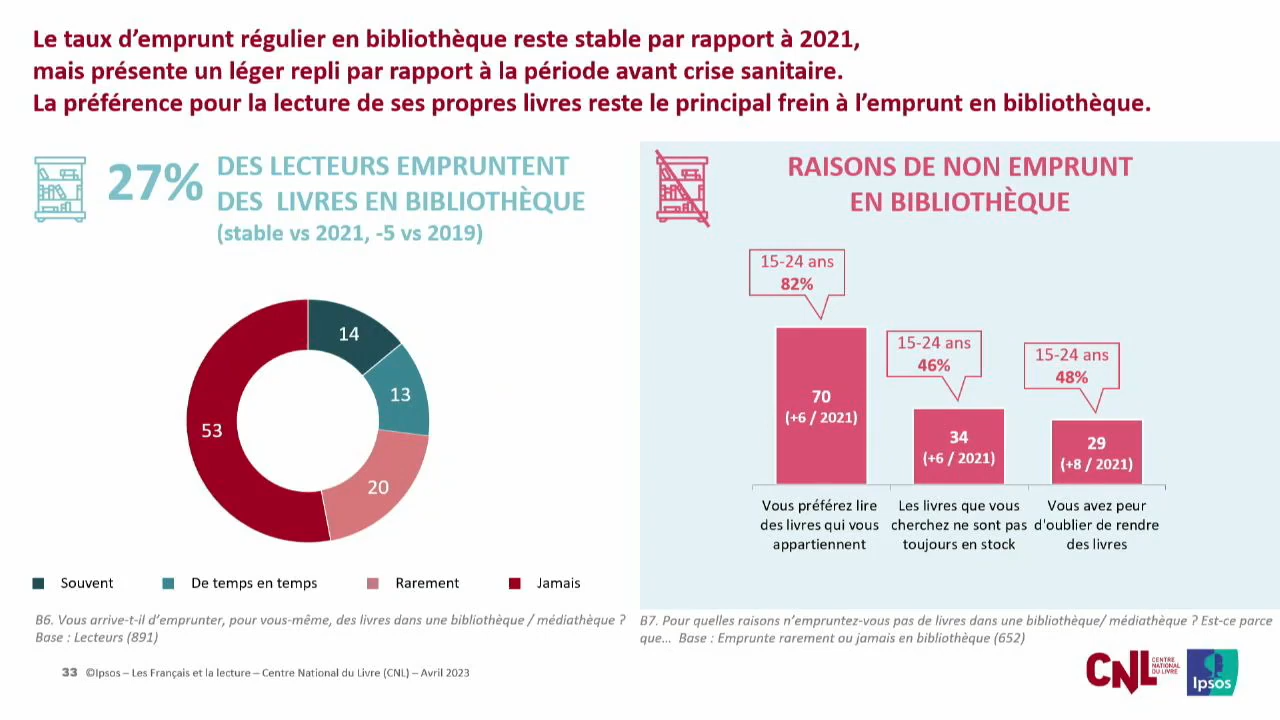 Le taux d’emprunt régulier en bibliothèque reste stable par rapport à 2021,
mais présente un léger repli par rapport à la période avant crise sanitaire.
La préférence pour la lecture de ses propres livres reste le principal frein à l’emprunt en bibliothèque.
27%
DES LECTEURS EMPRUNTENT
DES LIVRES EN BIBLIOTHÈQUE
(stable vs 2021, -5 vs 2019)
14
13
20
53
Souvent
De temps en temps
Rarement
Jamais
B6. Vous arrive-t-il d’emprunter, pour vous-même, des livres dans une bibliothèque / médiathèque ?
Base : Lecteurs (891)
RAISONS DE NON EMPRUNT
EN BIBLIOTHÈQUE
15-24 ans
82%
70
(+6 / 2021)
Vous préférez lire
des livres qui vous
appartiennent
15-24 ans
46%
34
(+6 / 2021)
Les livres que vous
cherchez ne sont pas
toujours en stock
15-24 ans
48%
29
(+8 / 2021)
Vous avez peur
d'oublier de rendre
des livres
B7. Pour quelles raisons n’empruntez-vous pas de livres dans une bibliothèque/ médiathèque ? Est-ce parce
que... Base : Emprunte rarement ou jamais en bibliothèque (652)
33 ©Ipsos – Les Français et la lecture – Centre National du Livre (CNL) – Avril 2023
CNL
CENTRE
NATIONAL
DU LIVRE
Ipsos